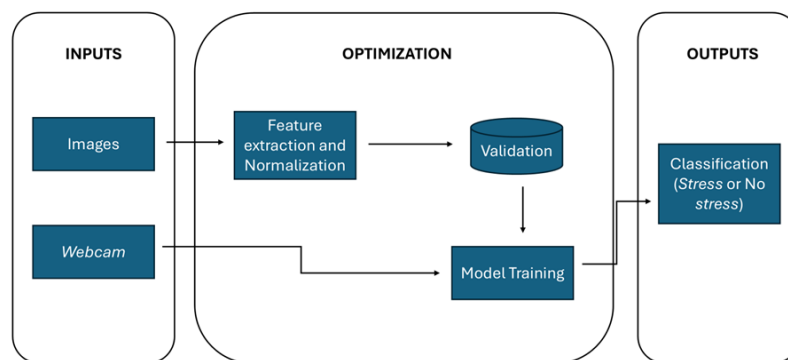 INPUTS
OPTIMIZATION
OUTPUTS
Images
Feature
extraction and
Normalization
Validation
Classification
(Stress or No
stress)
Webcam
Model Training